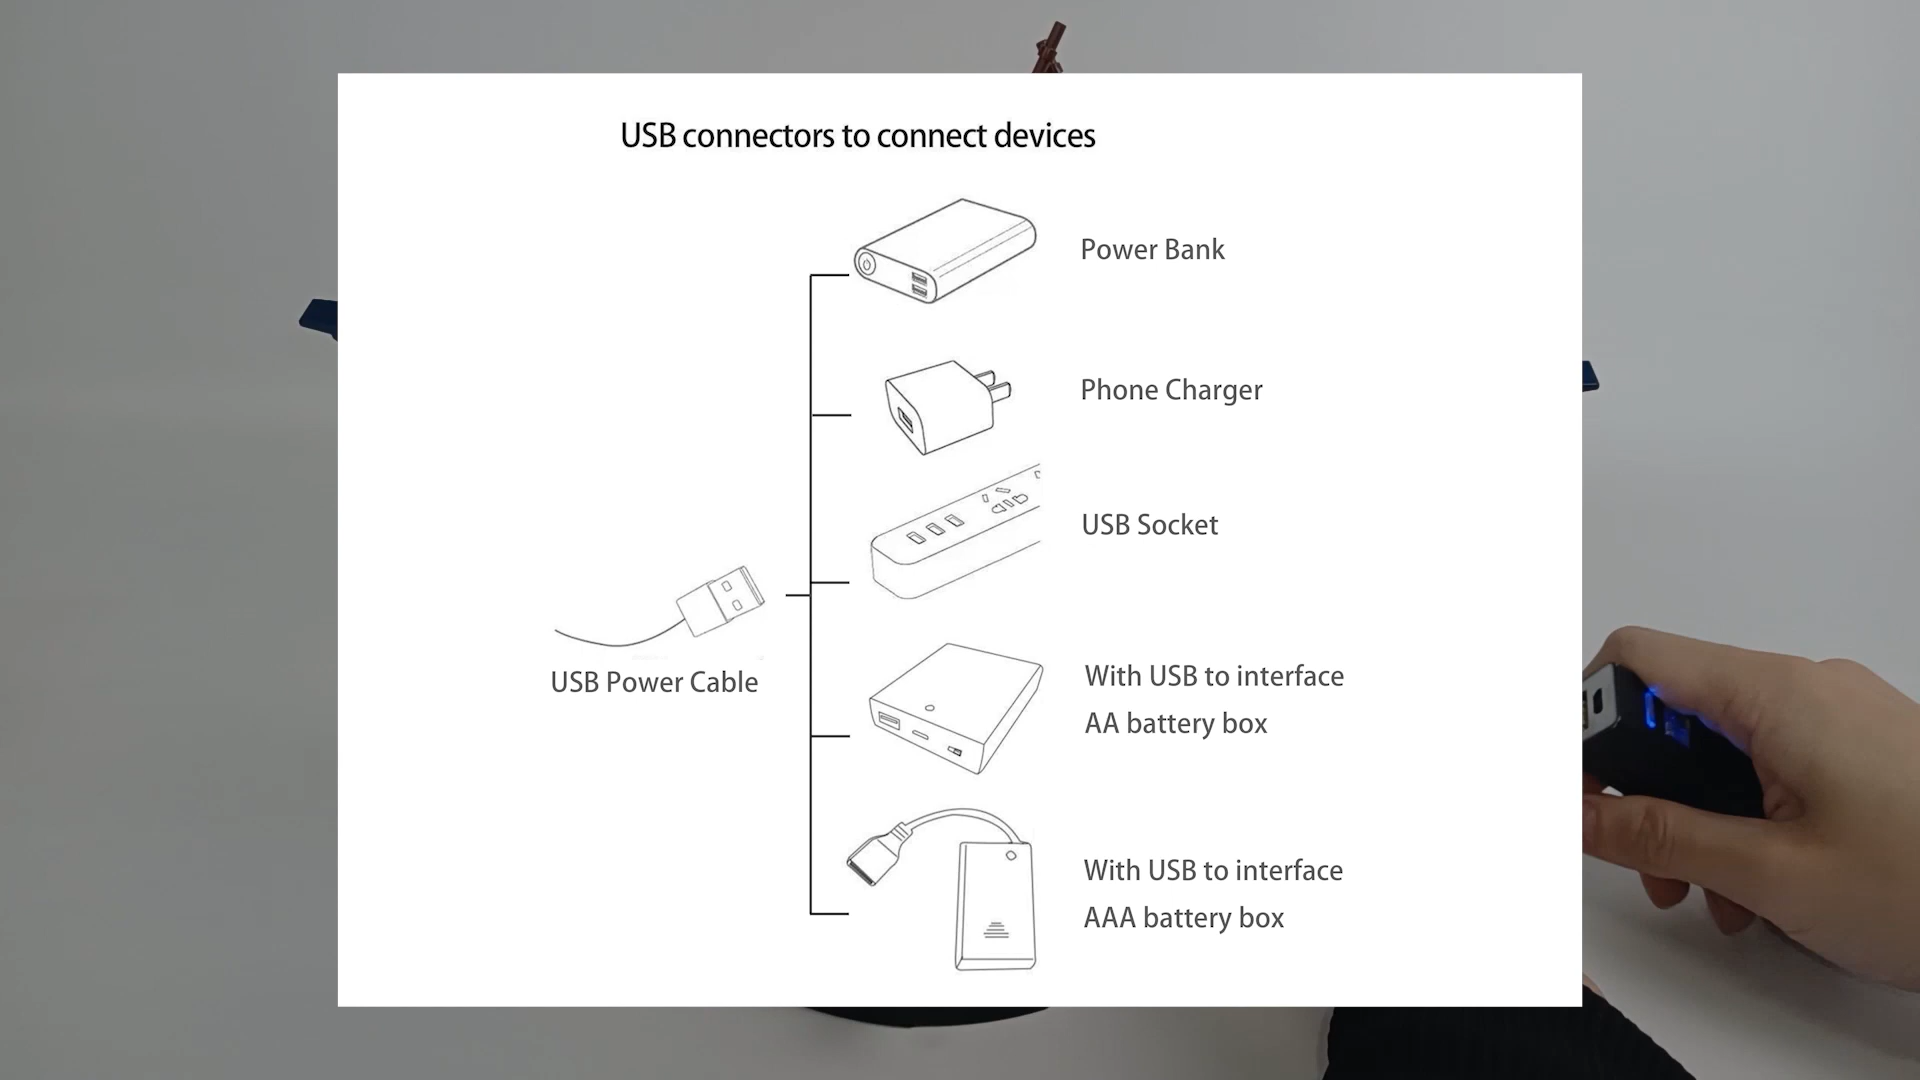 USB connectors to connect devices
Power Bank
Phone Charger
USB Socket
USB Power Cable
With USB to interface
AA battery box
With USB to interface
AAA battery box